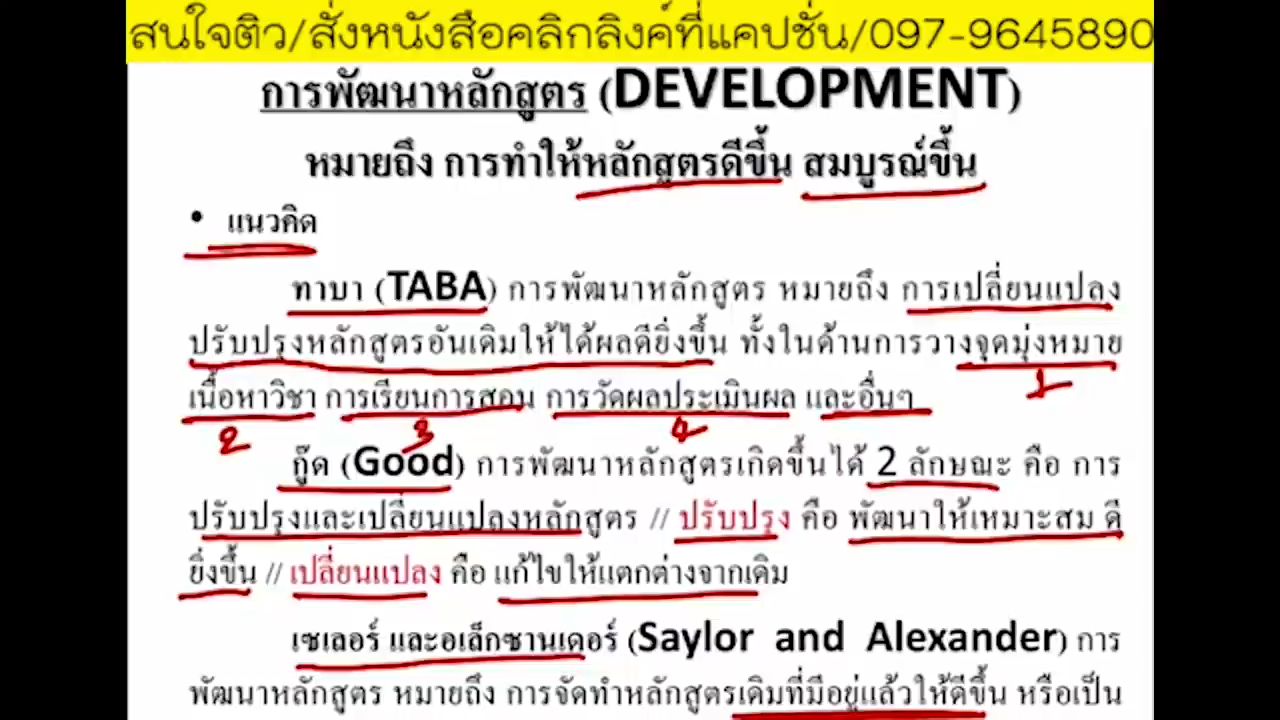 สนใจติว/สั่งหนังสือคลิกลิงค์ที่แคปชั่น/097-9645890
การพัฒนาหลักสูตร (DEVELOPMENT)
หมายถึง การทำให้หลักสูตรดีขึ้น สมบูรณ์ขึ้น
• แนวคิด
ทาบา (TABA) การพัฒนาหลักสูตร หมายถึง การเปลี่ยนแปลง
ปรับปรุงหลักสูตรอันเดิมให้ได้ผลดียิ่งขึ้น ทั้งในด้านการวางจุดมุ่งหมาย
1
เนื้อหาวิชา การเรียนการสอน การวัดผลประเมินผล และอื่นๆ
2 3 4
กู๊ด (Good) การพัฒนาหลักสูตรเกิดขึ้นได้ 2 ลักษณะ คือ การ
ปรับปรุงและเปลี่ยนแปลงหลักสูตร // ปรับปรุง คือ พัฒนาให้เหมาะสม ดี
ยิ่งขึ้น // เปลี่ยนแปลง คือ แก้ไขให้แตกต่างจากเดิม
เซเลอร์ และอเล็กซานเดอร์ (Saylor and Alexander) การ
พัฒนาหลักสูตร หมายถึง การจัดทำหลักสูตรเดิมที่มีอยู่แล้วให้ดีขึ้น หรือเป็น